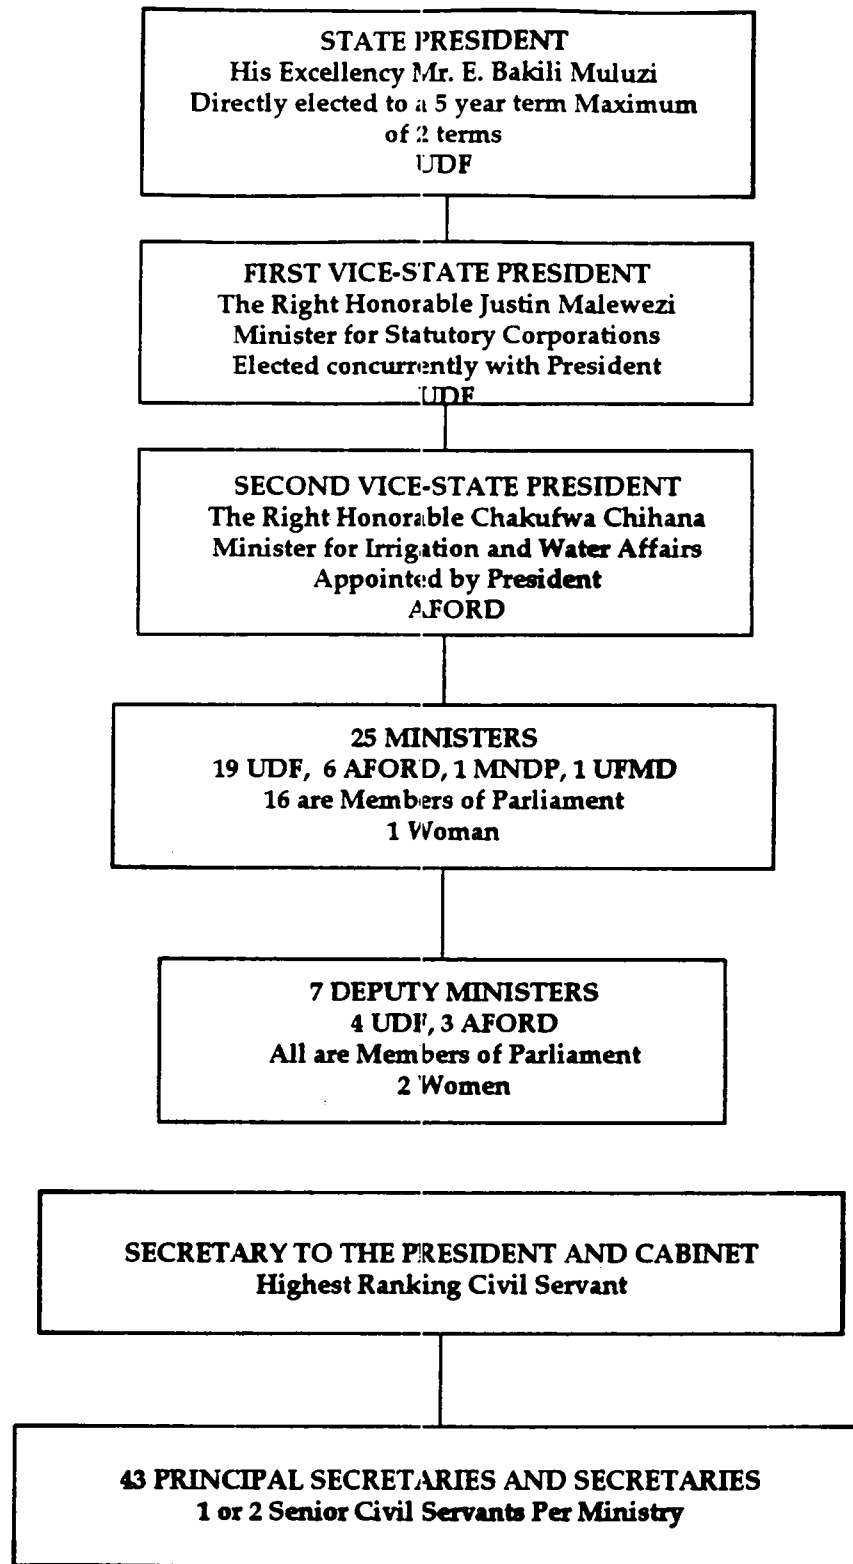 STATE PRESIDENT
His Excellency Mr. E. Bakili Muluzi
Directly elected to a 5 year term Maximum
of 2 terms
UDF
FIRST VICE-STATE PRESIDENT
The Right Honorable Justin Malewezi
Minister for Statutory Corporations
Elected concurrently with President
UDF
SECOND VICE-STATE PRESIDENT
The Right Honorable Chakufwa Chihana
Minister for Irrigation and Water Affairs
Appointed by President
AFORD
25 MINISTERS
19 UDF, 6 AFORD, 1 MNDP, 1 UFMD
16 are Members of Parliament
1 Woman
7 DEPUTY MINISTERS
4 UDF, 3 AFORD
All are Members of Parliament
2 Women
SECRETARY TO THE PRESIDENT AND CABINET
Highest Ranking Civil Servant
43 PRINCIPAL SECRETARIES AND SECRETARIES
1 or 2 Senior Civil Servants Per Ministry